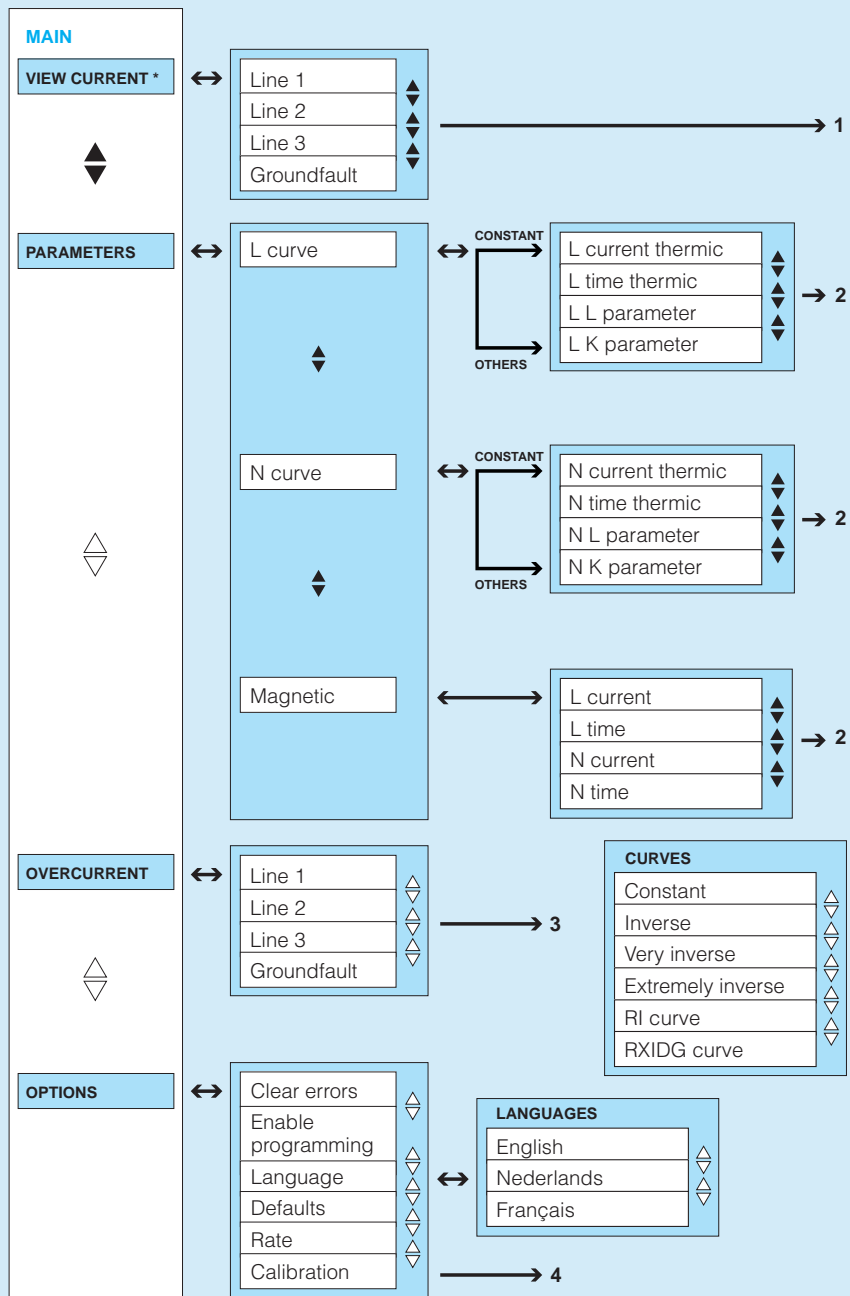 MAIN
VIEW CURRENT *
Line 1
Line 2
Line 3
Groundfault
1
PARAMETERS
L curve
CONSTANT
OTHERS
L current thermic
L time thermic
L L parameter
L K parameter
2
N curve
CONSTANT
OTHERS
N current thermic
N time thermic
N L parameter
N K parameter
2
Magnetic
L current
L time
N current
N time
2
OVERCURRENT
Line 1
Line 2
Line 3
Groundfault
3
CURVES
Constant
Inverse
Very inverse
Extremely inverse
RI curve
RXIDG curve
OPTIONS
Clear errors
Enable
programming
Language
Defaults
Rate
Calibration
LANGUAGES
English
Nederlands
Français
4